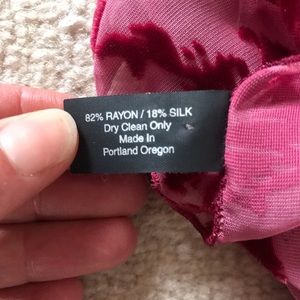 82% RAYON / 18% SILK
Dry Clean Only
Made In
Portland Oregon